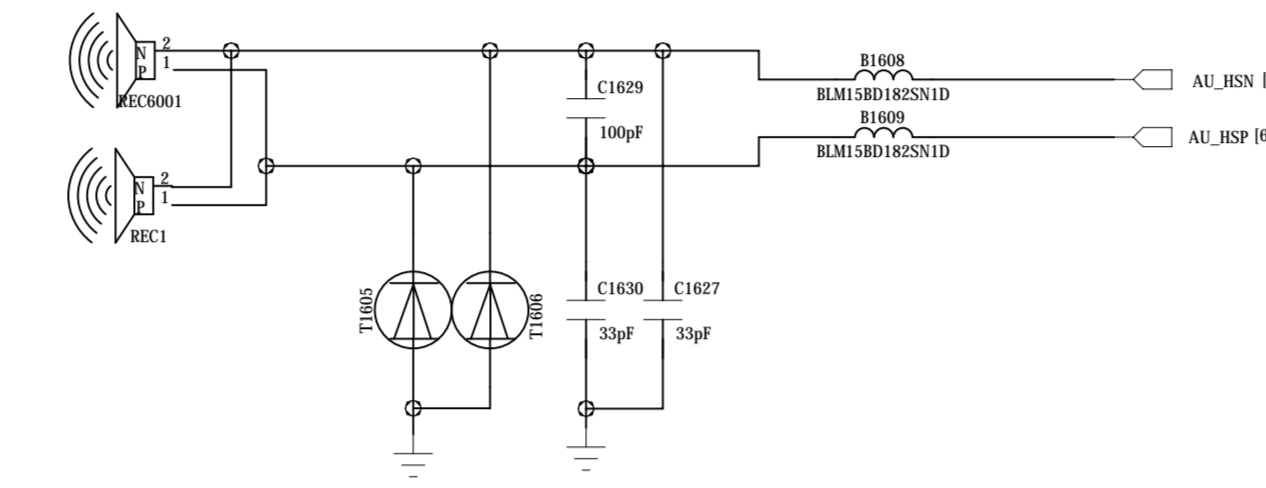 N 2
P 1
REC6001
N 2
P 1
REC1
C1629
100pF
B1608
BLM15BD182SN1D
AU_HSN [
B1609
BLM15BD182SN1D
AU_HSP [6
T1605
T1606
C1630
33pF
C1627
33pF